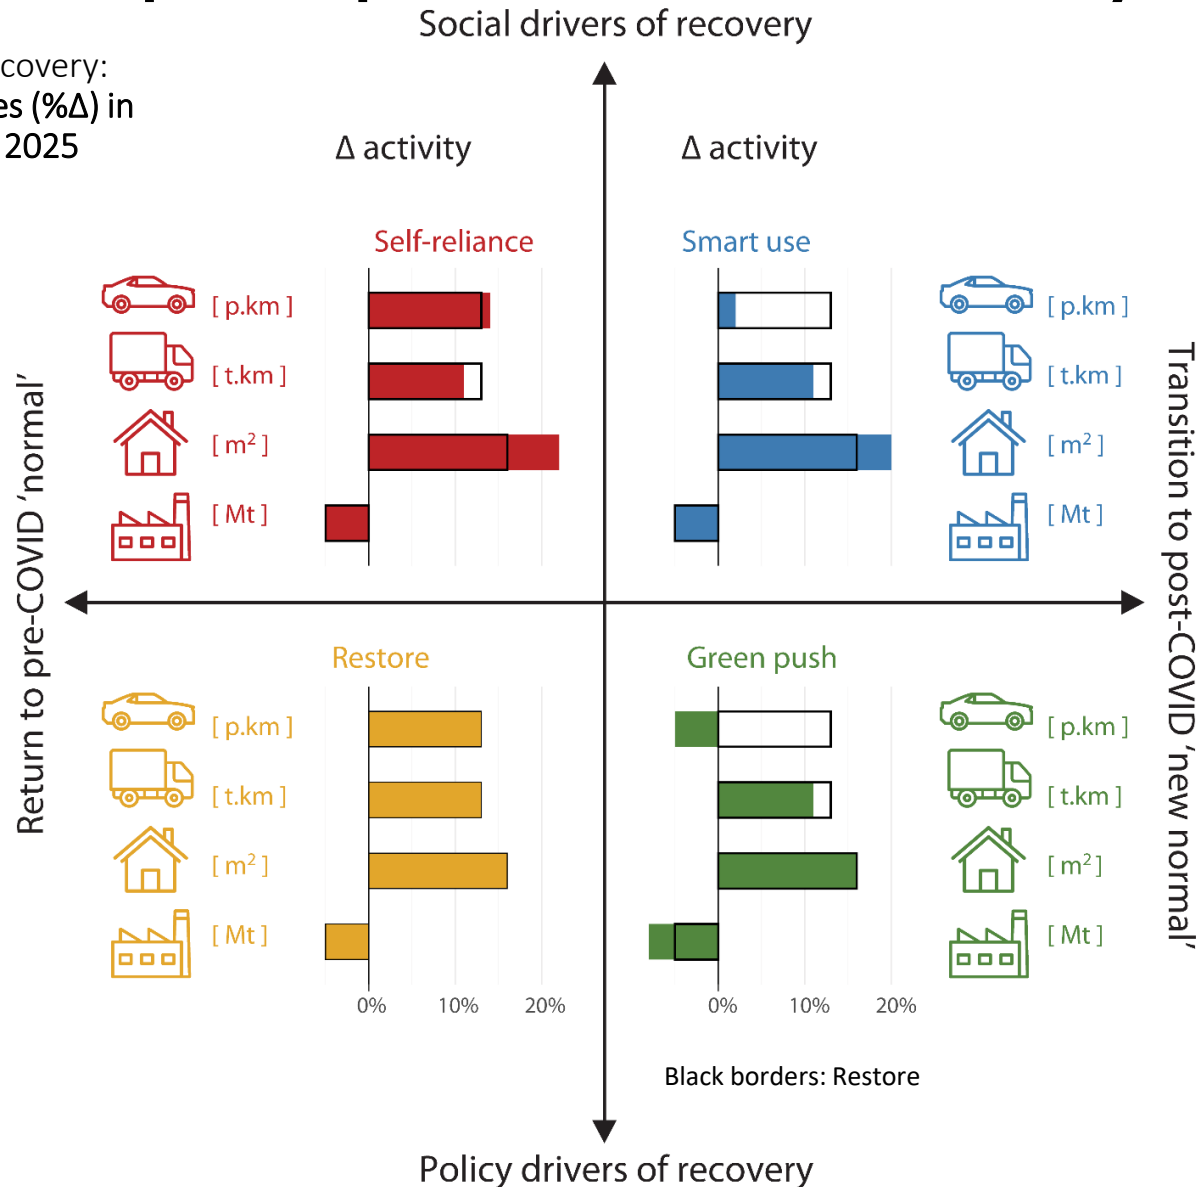 Social drivers of recovery
covery:
es (%Δ) in
2025
Δ activity
Δ activity
Self-reliance
Smart use
[ p.km ]
[ t.km ]
[ m² ]
[ Mt ]
[ p.km ]
[ t.km ]
[ m² ]
[ Mt ]
Return to pre-COVID ‘normal’
Transition to post-COVID ‘new normal’
Restore
Green push
[ p.km ]
[ t.km ]
[ m² ]
[ Mt ]
[ p.km ]
[ t.km ]
[ m² ]
[ Mt ]
0% 10% 20%
0% 10% 20%
Black borders: Restore
Policy drivers of recovery